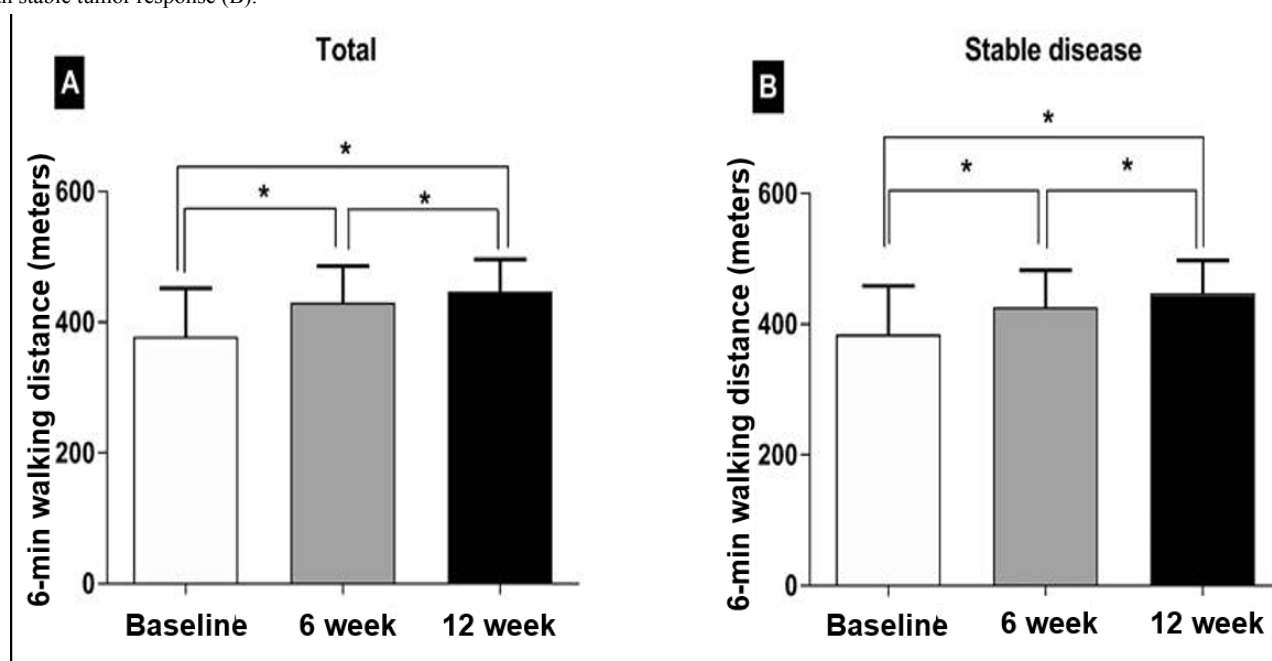 stable tumor response (B).
Total
A
*
*
*
6-min walking distance (meters)
600
400
200
0
Baseline
6 week
12 week
Stable disease
B
*
*
*
6-min walking distance (meters)
600
400
200
0
Baseline
6 week
12 week